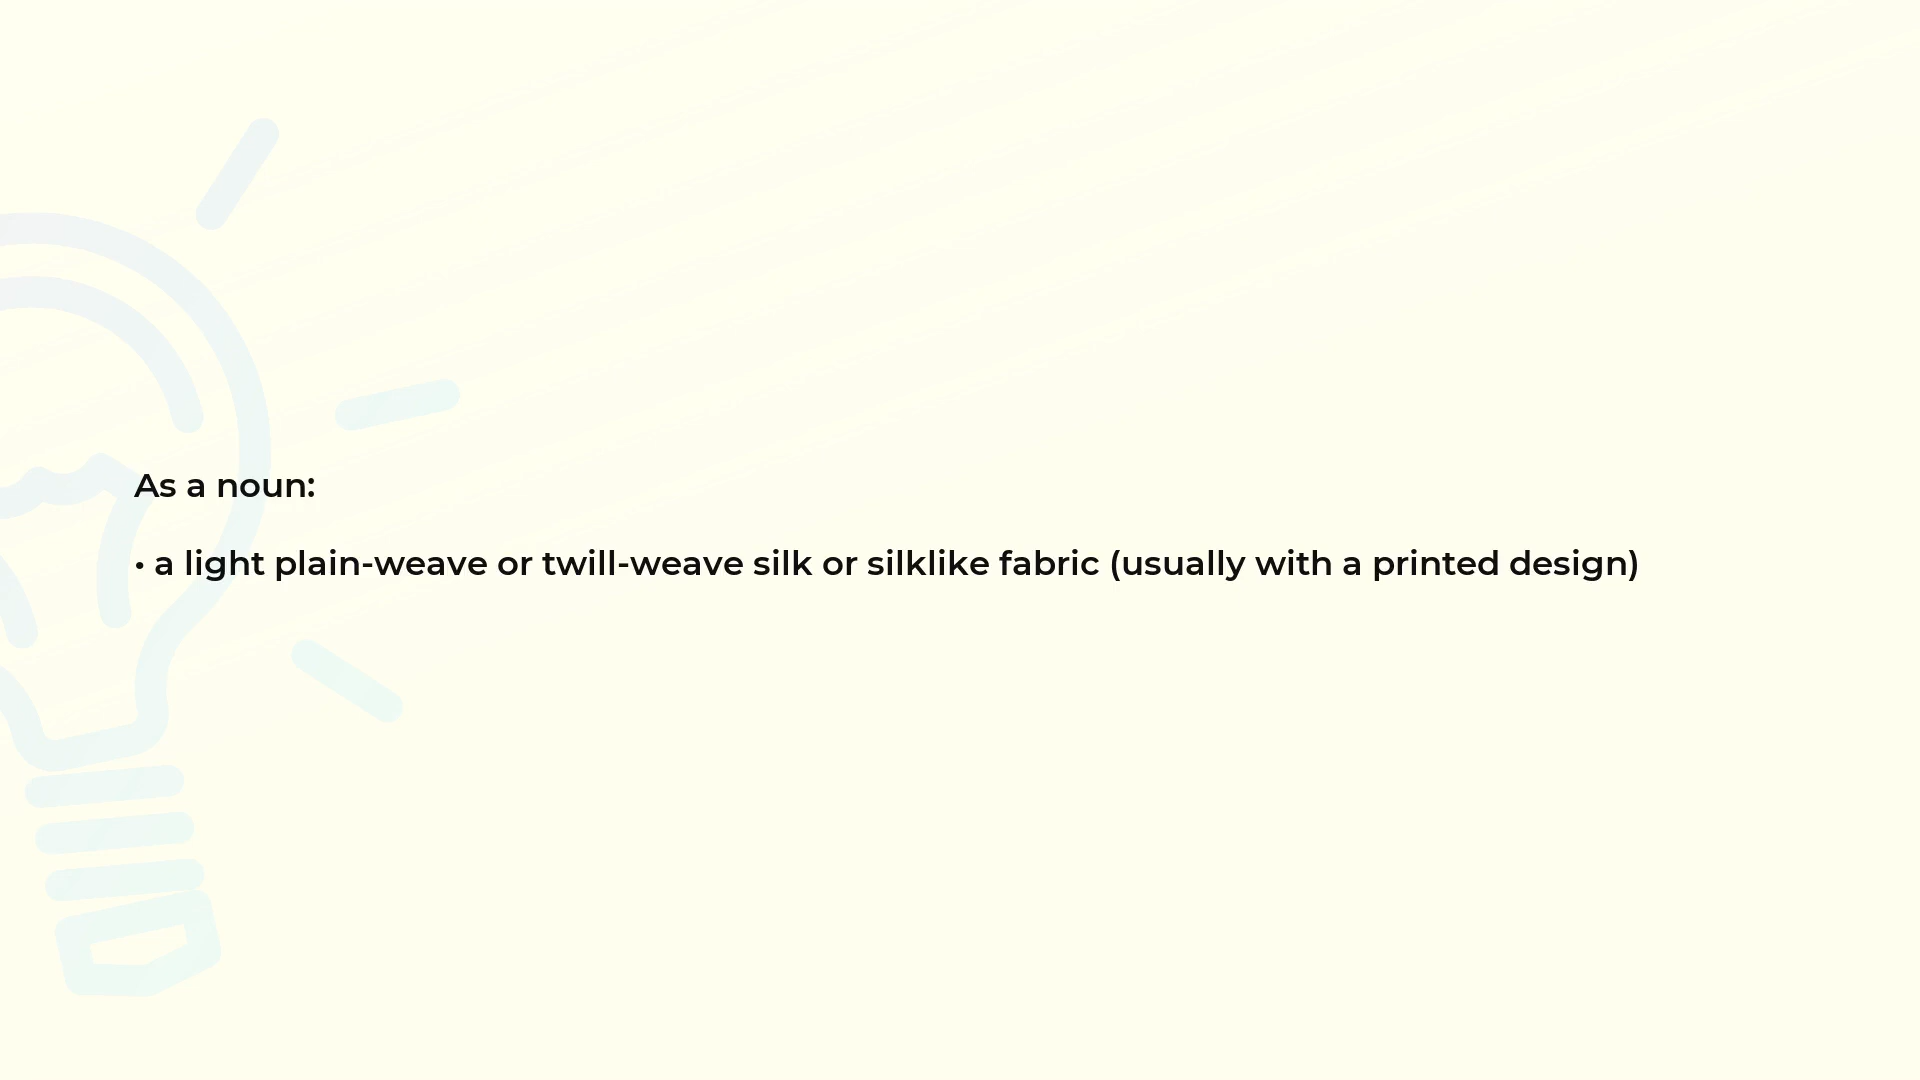 As a noun:
• a light plain-weave or twill-weave silk or silklike fabric (usually with a printed design)